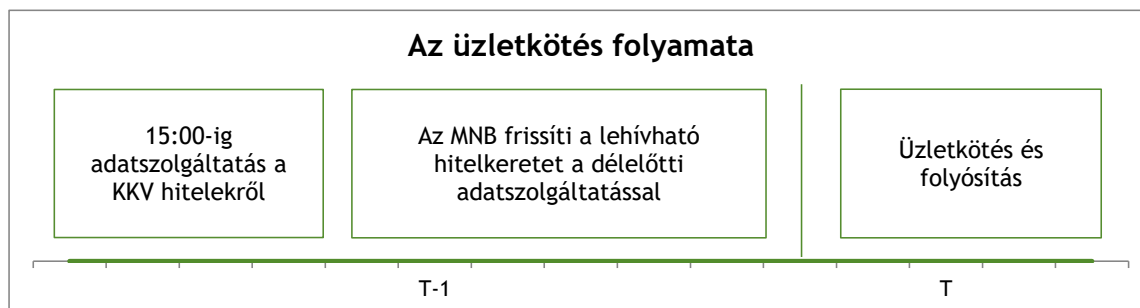 Az üzletkötés folyamata
15:00-ig
adatszolgáltatás a
KKV hitelekről
Az MNB frissíti a lehívható
hitelkeretet a délelőtti
adatszolgáltatással
Üzletkötés és
folyósítás
T-1
T